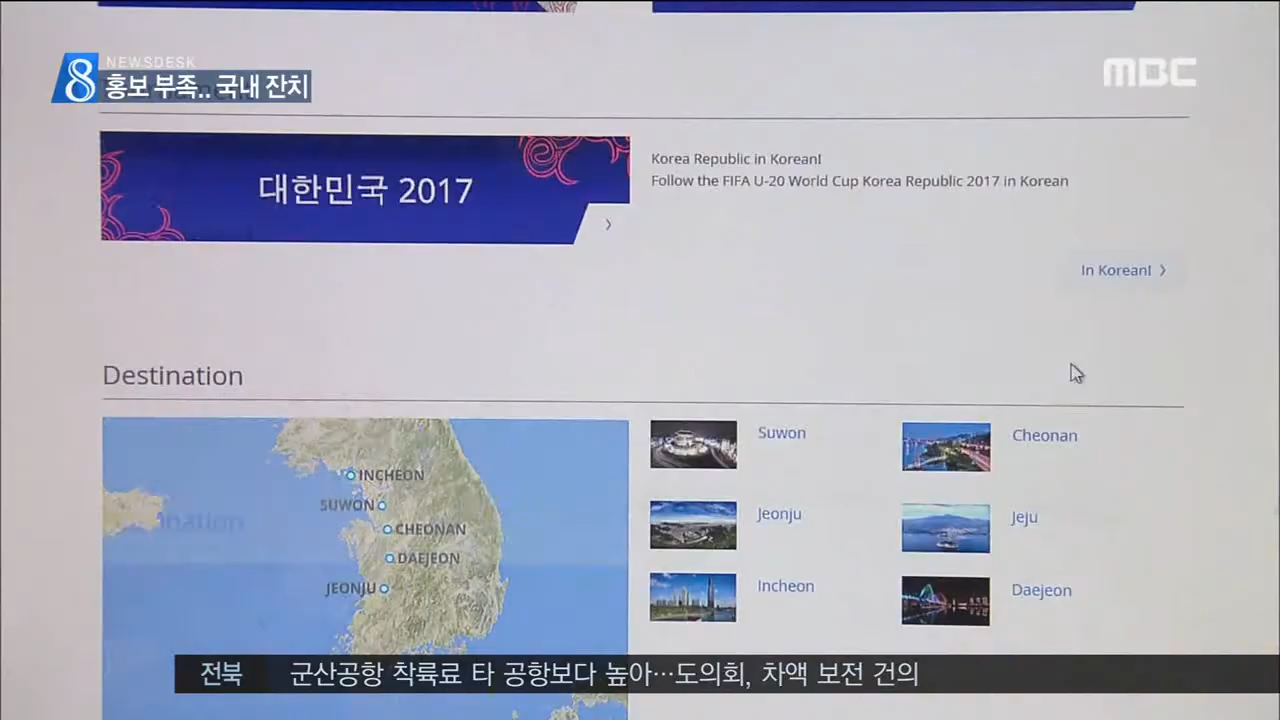 NEWSDESK
8 홍보 부족.. 국내 잔치
MBC
대한민국 2017
Korea Republic in Korean!
Follow the FIFA U-20 World Cup Korea Republic 2017 in Korean
In Korean!
Destination
INCHEON
SUWON
CHEONAN
DAEJEON
JEONJU
Suwon
Cheonan
Jeonju
Jeju
Incheon
Daejeon
전북 군산공항 착륙료 타 공항보다 높아…도의회, 차액 보전 건의